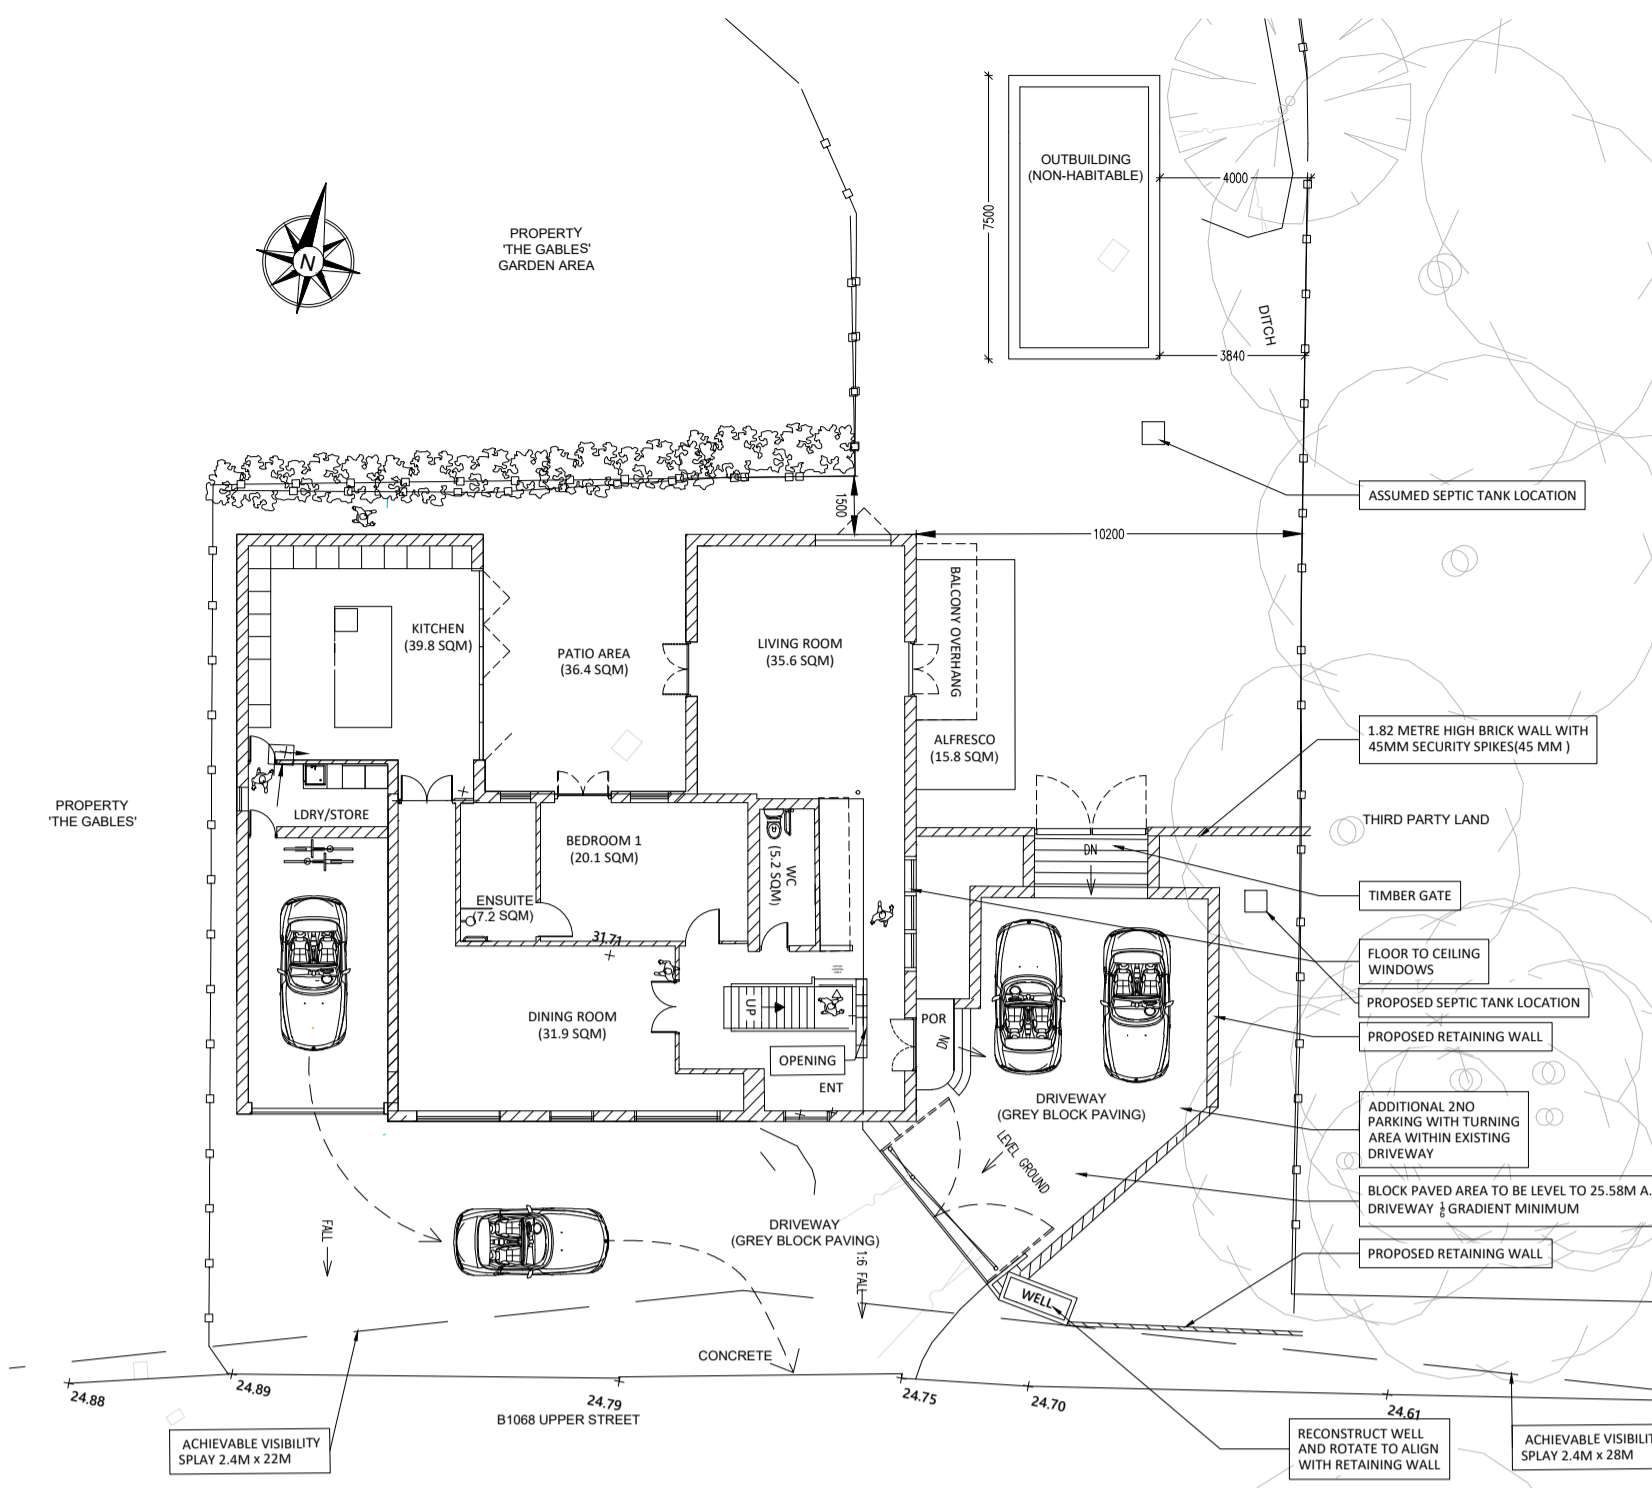 OUTBUILDING
(NON-HABITABLE)
4000
7500
3840
DITCH
N
PROPERTY
'THE GABLES'
GARDEN AREA
ASSUMED SEPTIC TANK LOCATION
1500
10200
BALCONY OVERHANG
KITCHEN
(39.8 SQM)
PATIO AREA
(36.4 SQM)
LIVING ROOM
(35.6 SQM)
ALFRESCO
(15.8 SQM)
1.82 METRE HIGH BRICK WALL WITH
45MM SECURITY SPIKES(45 MM )
PROPERTY
'THE GABLES'
LDRY/STORE
BEDROOM 1
(20.1 SQM)
WC
(5.2 SQM)
DN
THIRD PARTY LAND
ENSUITE
(7.2 SQM)
31.71
TIMBER GATE
FLOOR TO CEILING
WINDOWS
PROPOSED SEPTIC TANK LOCATION
DINING ROOM
(31.9 SQM)
UP
POR
DN
PROPOSED RETAINING WALL
OPENING
ENT
DRIVEWAY
(GREY BLOCK PAVING)
ADDITIONAL 2NO
PARKING WITH TURNING
AREA WITHIN EXISTING
DRIVEWAY
LEVEL GROUND
BLOCK PAVED AREA TO BE LEVEL TO 25.58M A.
DRIVEWAY GRADIENT MINIMUM
FALL
DRIVEWAY
(GREY BLOCK PAVING)
1:6 FALL
PROPOSED RETAINING WALL
WELL
CONCRETE
24.88
24.89
24.79
24.75
24.70
24.61
B1068 UPPER STREET
ACHIEVABLE VISIBILITY
SPLAY 2.4M x 22M
RECONSTRUCT WELL
AND ROTATE TO ALIGN
WITH RETAINING WALL
ACHIEVABLE VISIBILIT
SPLAY 2.4M x 28M